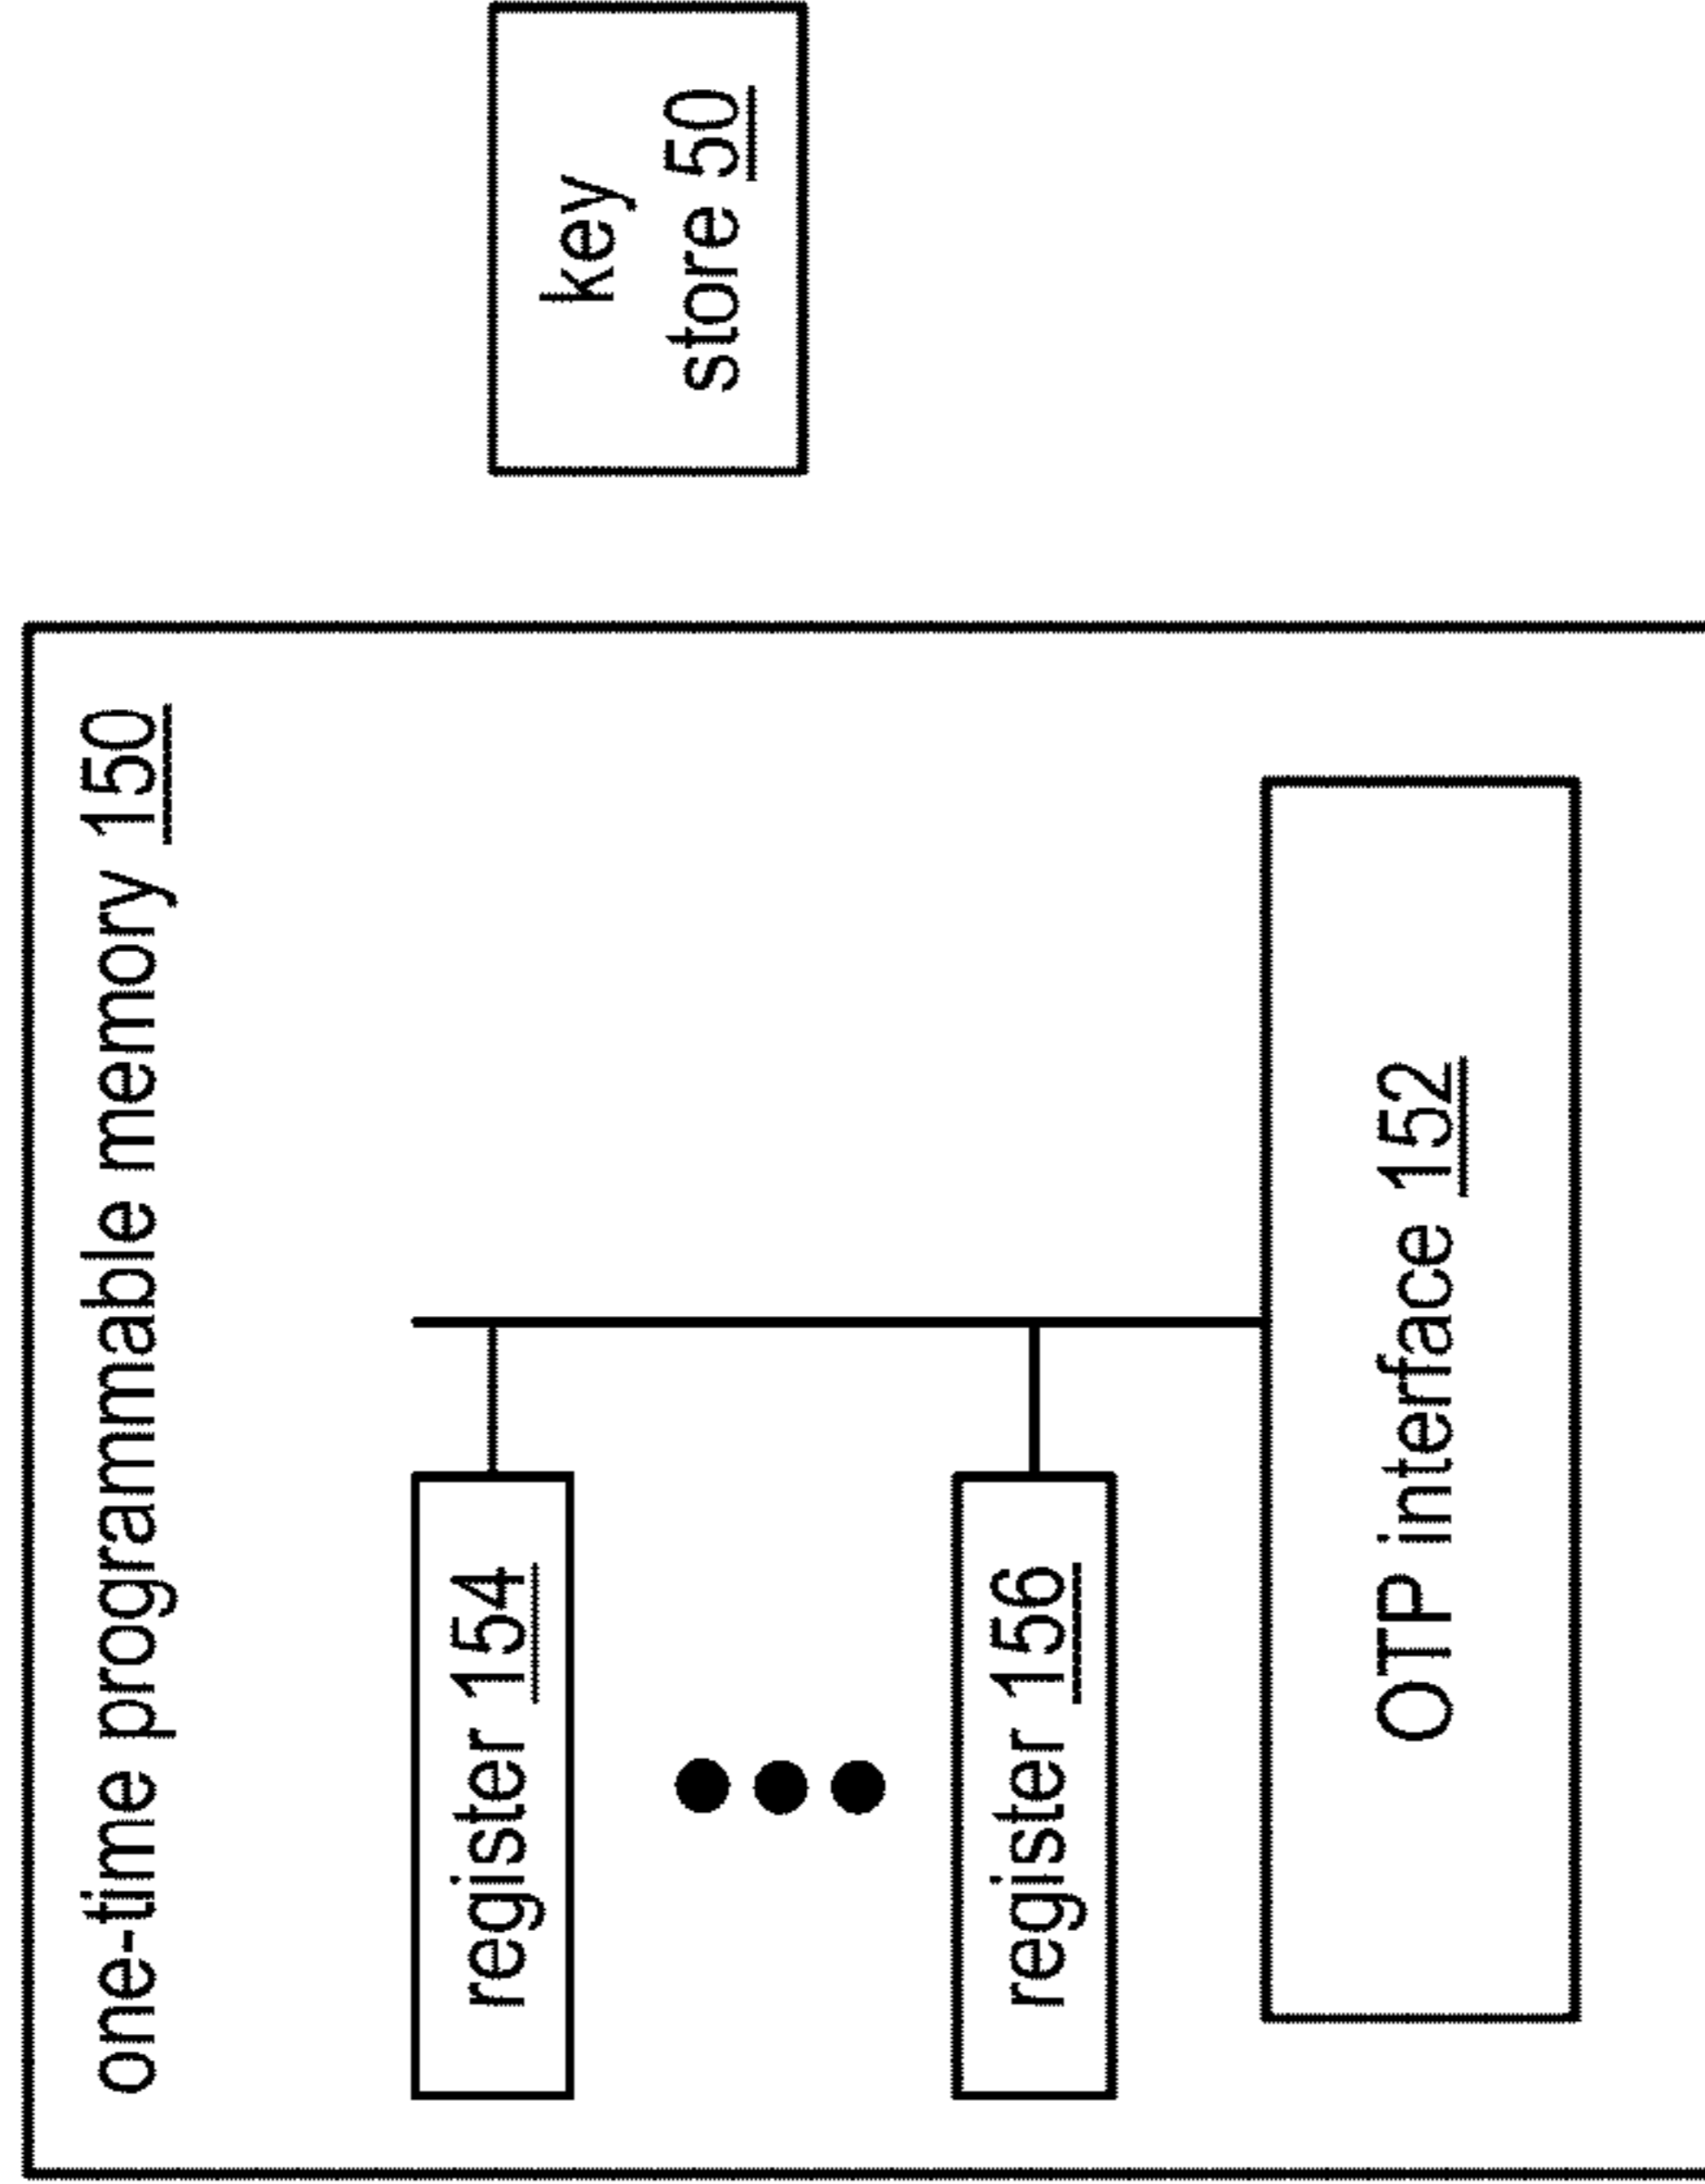 one-time programmable memory 150
register 154
register 156
OTP interface 152
key
store 50